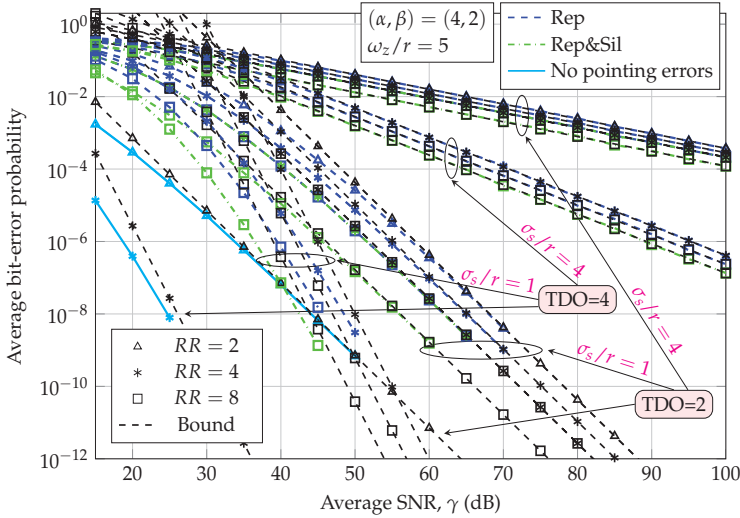 Average bit-error probability
10^0
10^−2
10^−4
10^−6
10^−8
10^−10
10^−12
(α, β) = (4, 2)
ω_z/r = 5
Rep
Rep&Sil
No pointing errors
σ_s/r = 4
σ_s/r = 1
TDO=4
σ_s/r = 4
σ_s/r = 1
TDO=2
RR = 2
RR = 4
RR = 8
Bound
20 30 40 50 60 70 80 90 100
Average SNR, γ (dB)